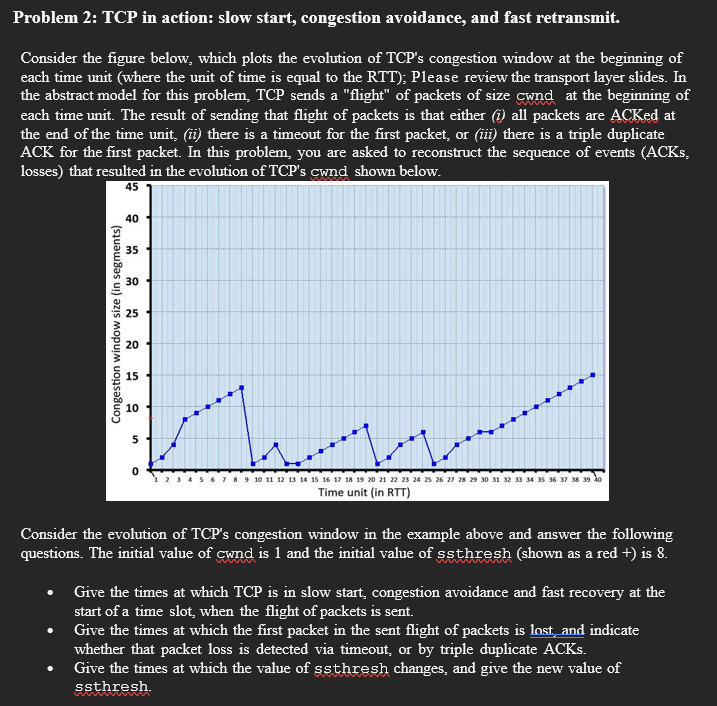 Problem 2: TCP in action: slow start, congestion avoidance, and fast retransmit.
Consider the figure below, which plots the evolution of TCP's congestion window at the beginning of
each time unit (where the unit of time is equal to the RTT); Please review the transport layer slides. In
the abstract model for this problem, TCP sends a "flight" of packets of size cwnd at the beginning of
each time unit. The result of sending that flight of packets is that either (i) all packets are ACKed at
the end of the time unit, (ii) there is a timeout for the first packet, or (iii) there is a triple duplicate
ACK for the first packet. In this problem, you are asked to reconstruct the sequence of events (ACKs,
losses) that resulted in the evolution of TCP's cwnd shown below.
45
40
35
30
25
20
15
10
5
0
Congestion window size (in segments)
1 2 3 4 5 6 7 8 9 10 11 12 13 14 15 16 17 18 19 20 21 22 23 24 25 26 27 28 29 30 31 32 33 34 35 36 37 38 39 40
Time unit (in RTT)
Consider the evolution of TCP's congestion window in the example above and answer the following
questions. The initial value of cwnd is 1 and the initial value of ssthresh (shown as a red +) is 8.
• Give the times at which TCP is in slow start, congestion avoidance and fast recovery at the
start of a time slot, when the flight of packets is sent.
• Give the times at which the first packet in the sent flight of packets is lost, and indicate
whether that packet loss is detected via timeout, or by triple duplicate ACKs.
• Give the times at which the value of ssthresh changes, and give the new value of
ssthresh.